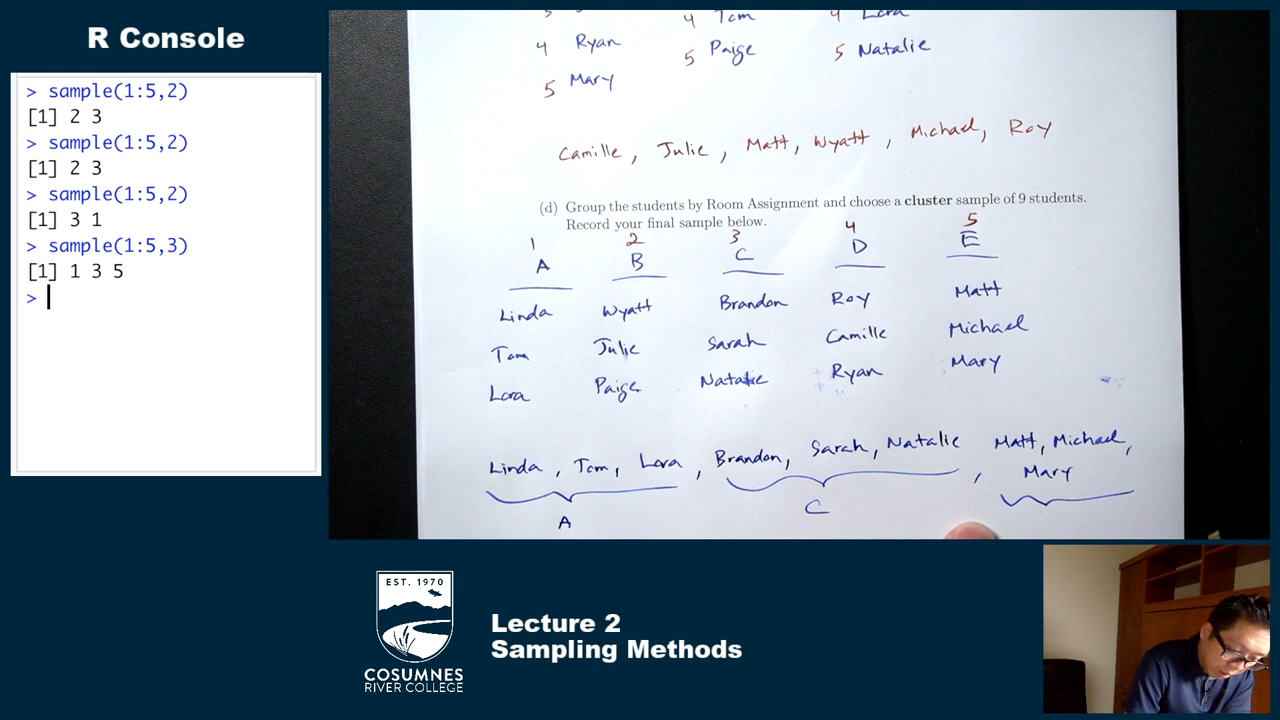 R Console
> sample(1:5,2)
[1] 2 3
> sample(1:5,2)
[1] 2 3
> sample(1:5,2)
[1] 3 1
> sample(1:5,3)
[1] 1 3 5
>
4 Tom 4
4 Ryan 5 Paige 5 Natalie
5 Mary
Camille, Julie, Matt, Wyatt, Michael, Roy
(d) Group the students by Room Assignment and choose a cluster sample of 9 students.
Record your final sample below.
1 2 3 4 5
A B C D E
Linda Wyatt Brandon Roy Matt
Tom Julie Sarah Camille Michael
Lora Paige Natalie Ryan Mary
Linda, Tom, Lora, Brandon, Sarah, Natalie, Matt, Michael,
Mary
A C
EST. 1970
COSUMNES
RIVER COLLEGE
Lecture 2
Sampling Methods